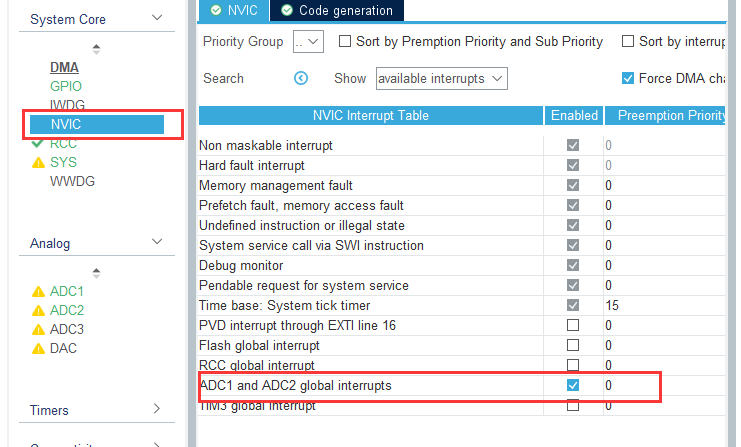 System Core
DMA
GPIO
IWDG
NVIC
RCC
SYS
WWDG
Analog
ADC1
ADC2
ADC3
DAC
Timers
NVIC Code generation
Priority Group .. Sort by Premption Priority and Sub Priority Sort by interrup
Search Show available interrupts Force DMA cha
NVIC Interrupt Table Enabled Preemption Priority
Non maskable interrupt 0
Hard fault interrupt 0
Memory management fault 0
Prefetch fault, memory access fault 0
Undefined instruction or illegal state 0
System service call via SWI instruction 0
Debug monitor 0
Pendable request for system service 0
Time base: System tick timer 15
PVD interrupt through EXTI line 16 0
Flash global interrupt 0
RCC global interrupt 0
ADC1 and ADC2 global interrupts 0
TIM3 global interrupt 0